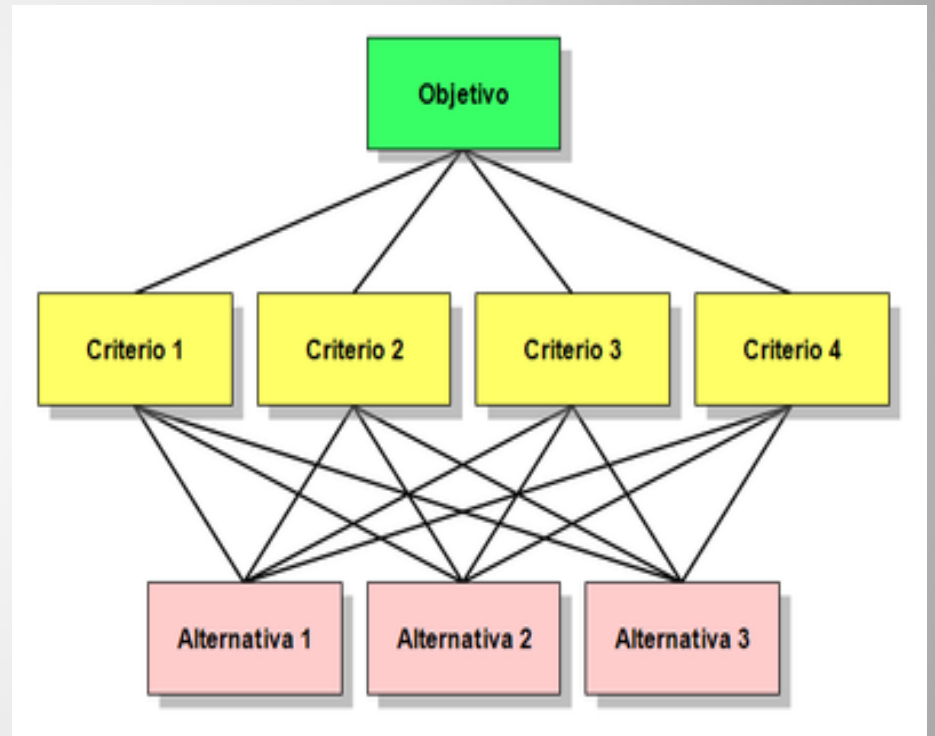 Objetivo
Criterio 1
Criterio 2
Criterio 3
Criterio 4
Alternativa 1
Alternativa 2
Alternativa 3